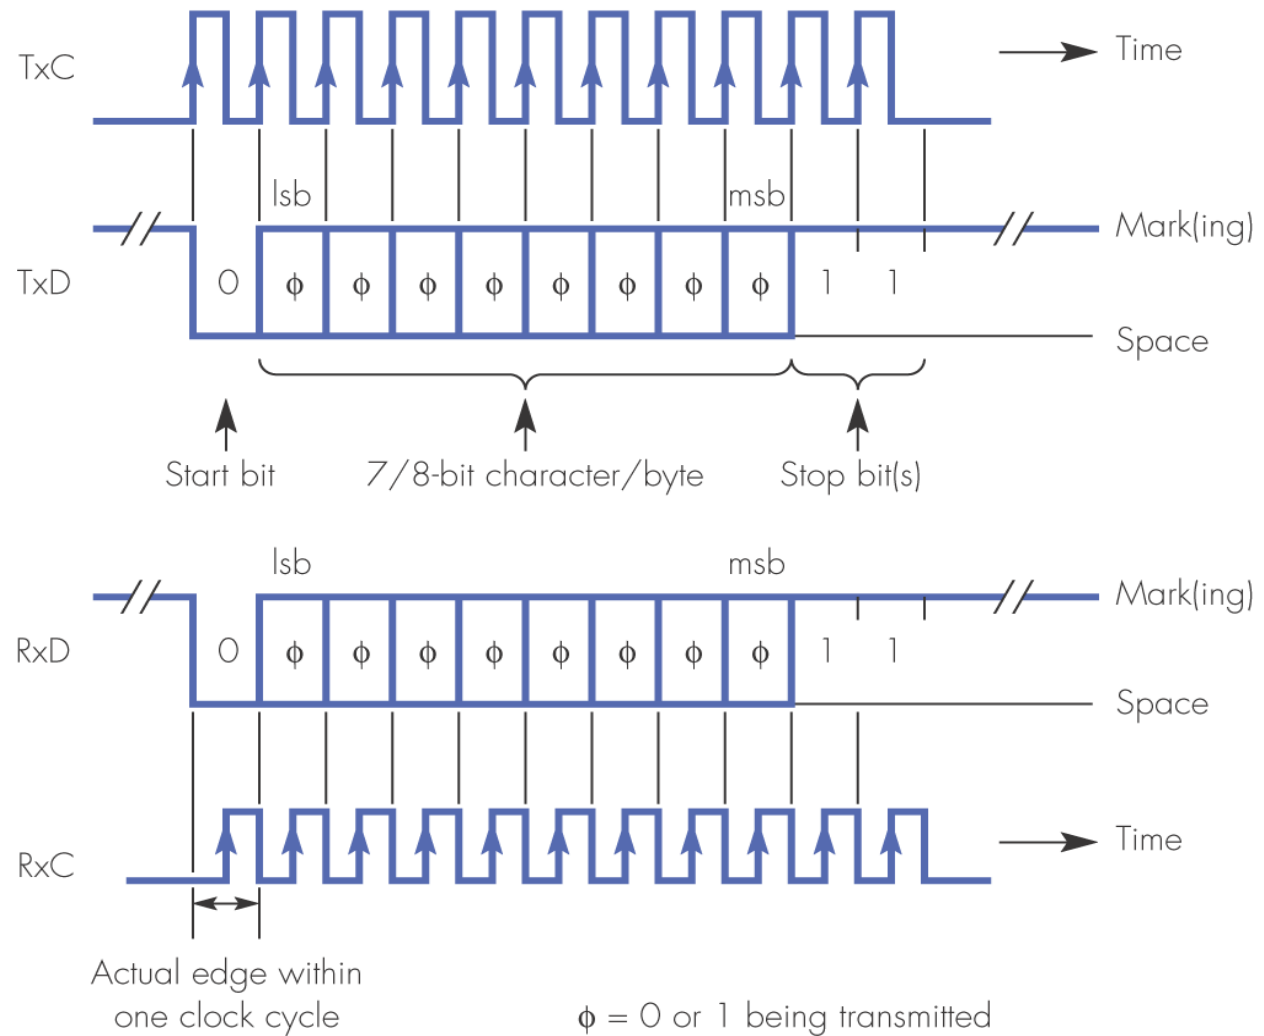 TxC
Time
lsb
msb
Mark(ing)
TxD
0 ϕ ϕ ϕ ϕ ϕ ϕ ϕ ϕ 1 1
Space
Start bit
7/8-bit character/byte
Stop bit(s)
lsb
msb
Mark(ing)
RxD
0 ϕ ϕ ϕ ϕ ϕ ϕ ϕ ϕ 1 1
Space
RxC
Time
Actual edge within
one clock cycle
ϕ = 0 or 1 being transmitted